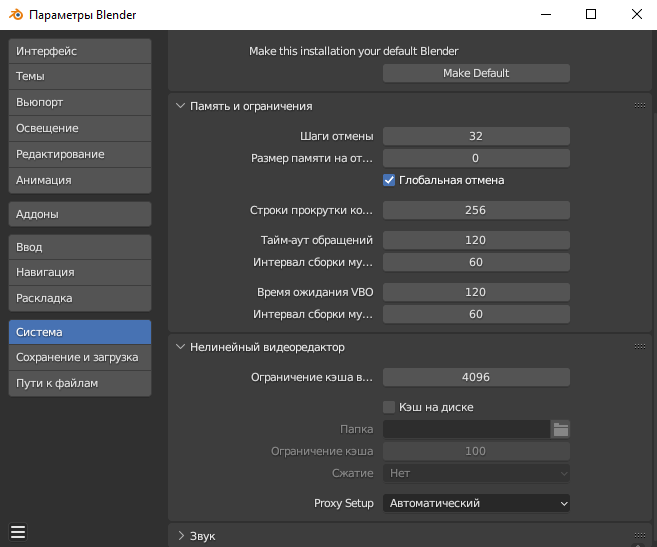 Параметры Blender
Интерфейс
Темы
Вьюпорт
Освещение
Редактирование
Анимация
Аддоны
Ввод
Навигация
Раскладка
Система
Сохранение и загрузка
Пути к файлам
Make this installation your default Blender
Make Default
Память и ограничения
Шаги отмены 32
Размер памяти на от... 0
Глобальная отмена
Строки прокрутки ко... 256
Тайм-аут обращений 120
Интервал сборки му... 60
Время ожидания VBO 120
Интервал сборки му... 60
Нелинейный видеоредактор
Ограничение кэша в... 4096
Кэш на диске
Папка
Ограничение кэша 100
Сжатие Нет
Proxy Setup Автоматический
Звук